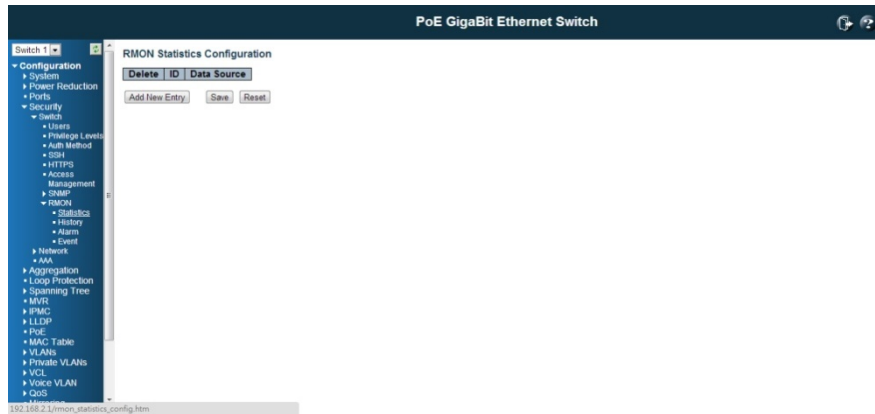 PoE GigaBit Ethernet Switch
Switch 1
Configuration
System
Power Reduction
Ports
Security
Switch
Users
Privilege Levels
Auth Method
SSH
HTTPS
Access
Management
SNMP
RMON
Statistics
History
Alarm
Event
Network
AAA
Aggregation
Loop Protection
Spanning Tree
MVR
IPMC
LLDP
PoE
MAC Table
VLANs
Private VLANs
VCL
Voice VLAN
QoS
Mirroring
192.168.2.1/rmon_statistics_config.htm
RMON Statistics Configuration
Delete ID Data Source
Add New Entry Save Reset